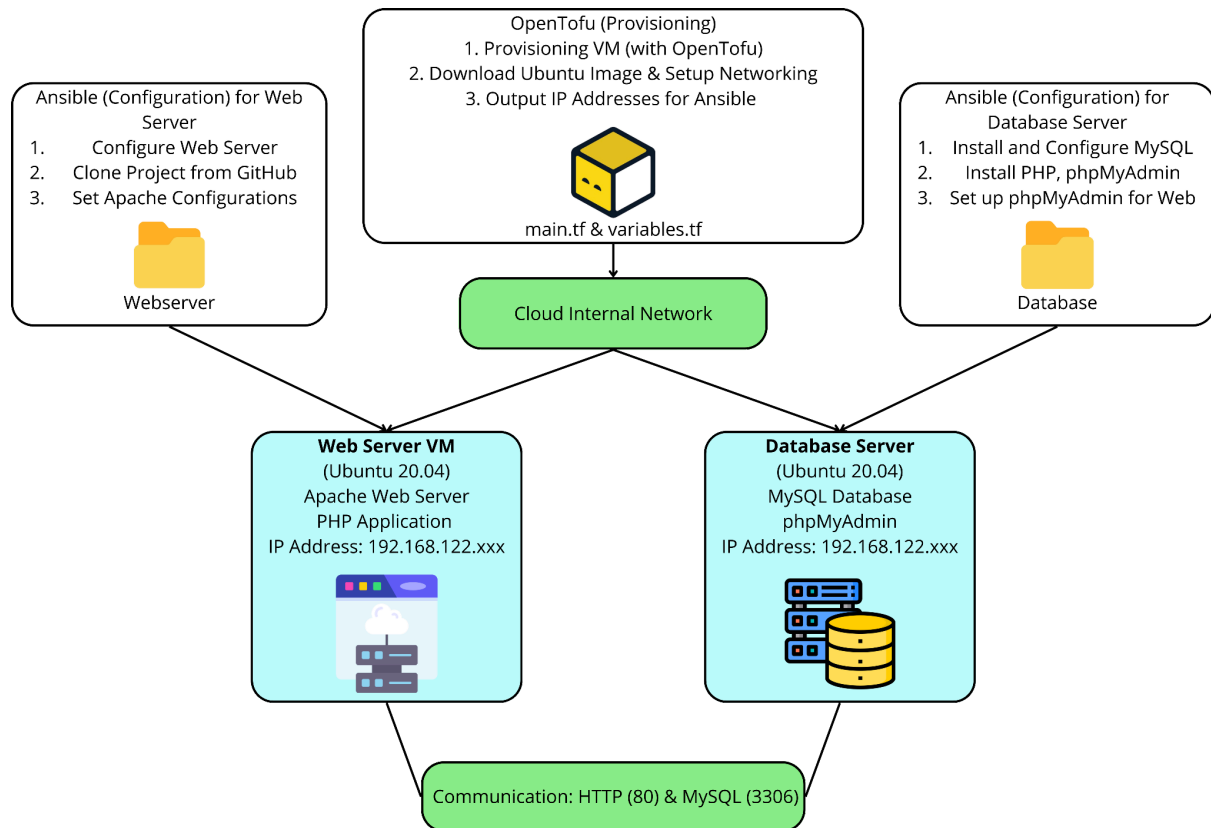 OpenTofu (Provisioning)
1. Provisioning VM (with OpenTofu)
2. Download Ubuntu Image & Setup Networking
3. Output IP Addresses for Ansible
main.tf & variables.tf
Ansible (Configuration) for Web
Server
1. Configure Web Server
2. Clone Project from GitHub
3. Set Apache Configurations
Webserver
Ansible (Configuration) for
Database Server
1. Install and Configure MySQL
2. Install PHP, phpMyAdmin
3. Set up phpMyAdmin for Web
Database
Cloud Internal Network
Web Server VM
(Ubuntu 20.04)
Apache Web Server
PHP Application
IP Address: 192.168.122.xxx
Database Server
(Ubuntu 20.04)
MySQL Database
phpMyAdmin
IP Address: 192.168.122.xxx
Communication: HTTP (80) & MySQL (3306)